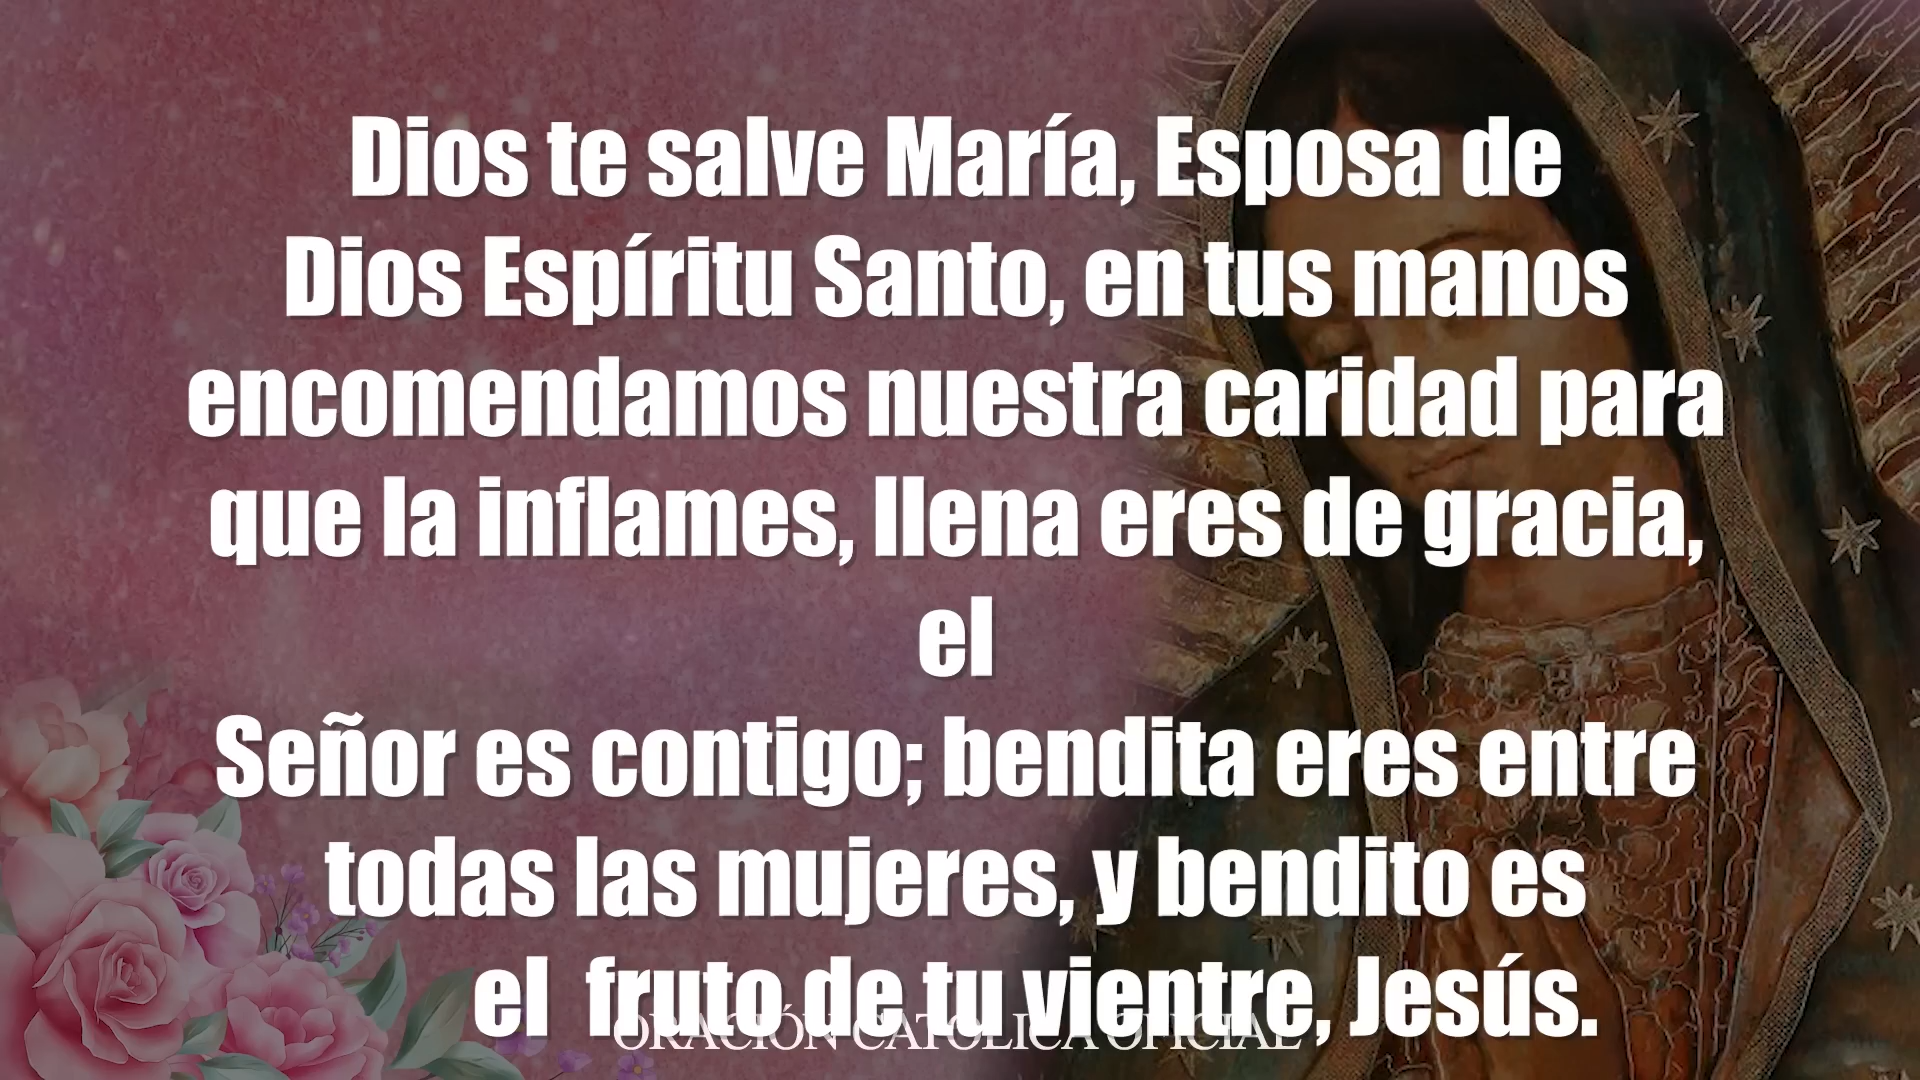 Dios te salve María, Esposa de
Dios Espíritu Santo, en tus manos
encomendamos nuestra caridad para
que la inflames, llena eres de gracia,
el
Señor es contigo; bendita eres entre
todas las mujeres, y bendito es
el fruto de tu vientre, Jesús.
ORACIÓN CATOLICA OFICIAL